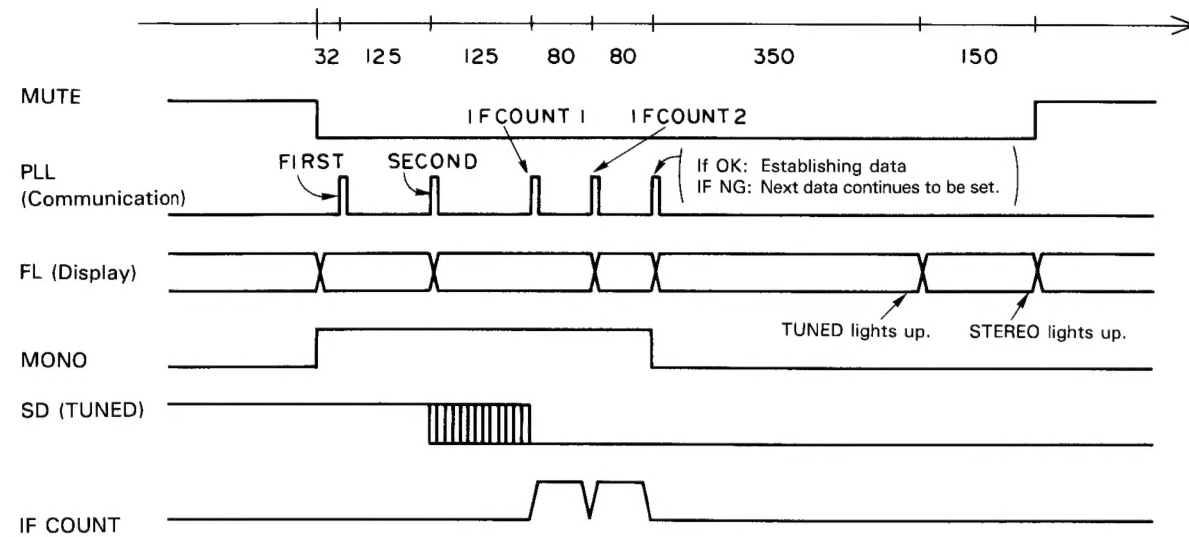 32 125 125 80 80 350 150
MUTE
IFCOUNT 1 IFCOUNT 2
FIRST SECOND
PLL
(Communication)
If OK: Establishing data
IF NG: Next data continues to be set.
FL (Display)
TUNED lights up. STEREO lights up.
MONO
SD (TUNED)
IF COUNT